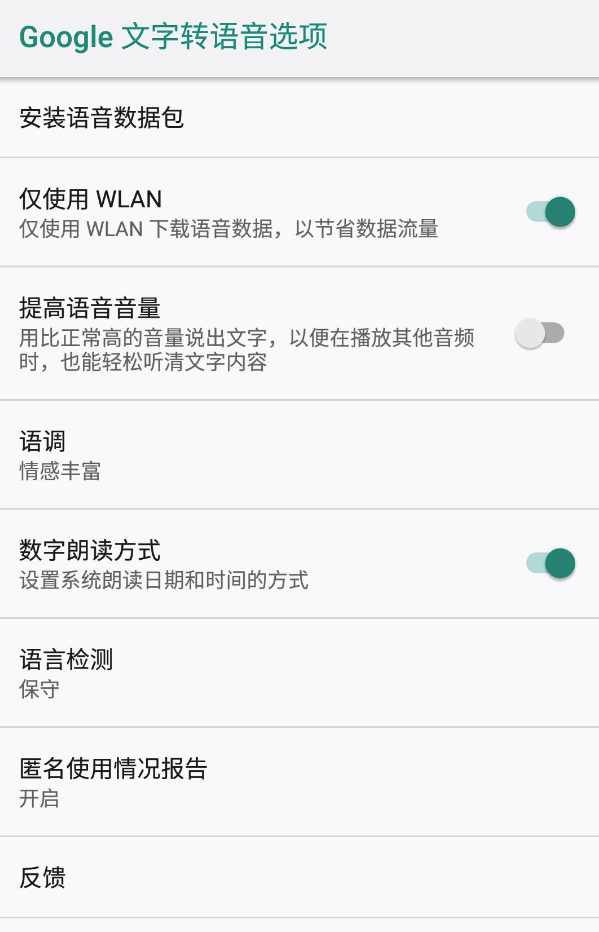 Google 文字转语音选项
安装语音数据包
仅使用 WLAN
仅使用 WLAN 下载语音数据，以节省数据流量
提高语音音量
用比正常高的音量说出文字，以便在播放其他音频
时，也能轻松听清文字内容
语调
情感丰富
数字朗读方式
设置系统朗读日期和时间的方式
语言检测
保守
匿名使用情况报告
开启
反馈